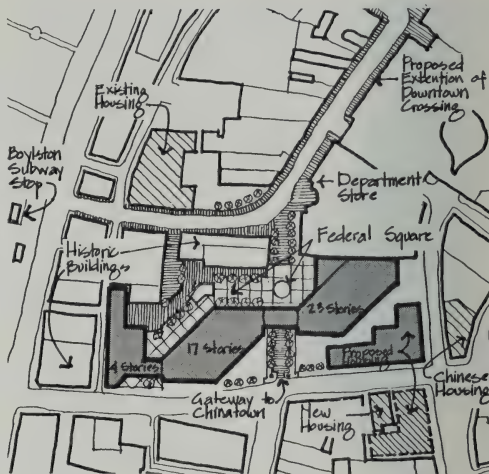 Existing
Housing
Proposed
Extention of
Downtown
Crossing
Boylston
Subway
Stop
Department
Store
Historic
Buildings
Federal Square
23 Stories
17 Stories
4 Stories
Proposed
Housing
Chinese
Housing
Gateway to
Chinatown
New
Housing